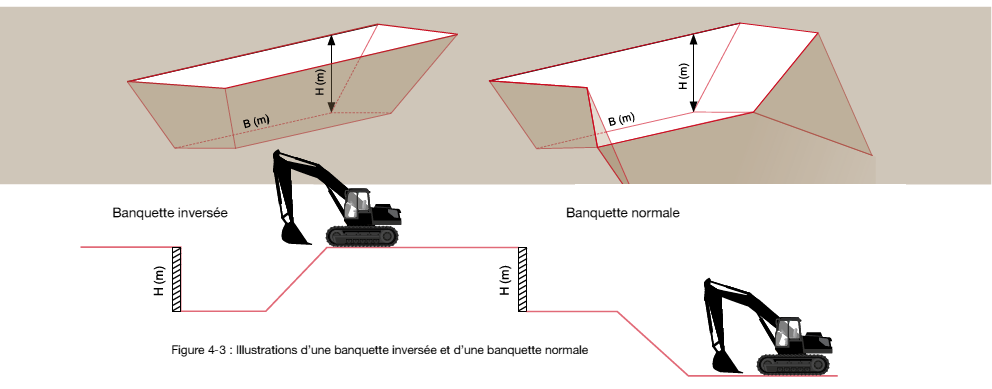 H (m)
B (m)
H (m)
B (m)
Banquette inversée
Banquette normale
H (m)
H (m)
Figure 4-3 : Illustrations d’une banquette inversée et d’une banquette normale